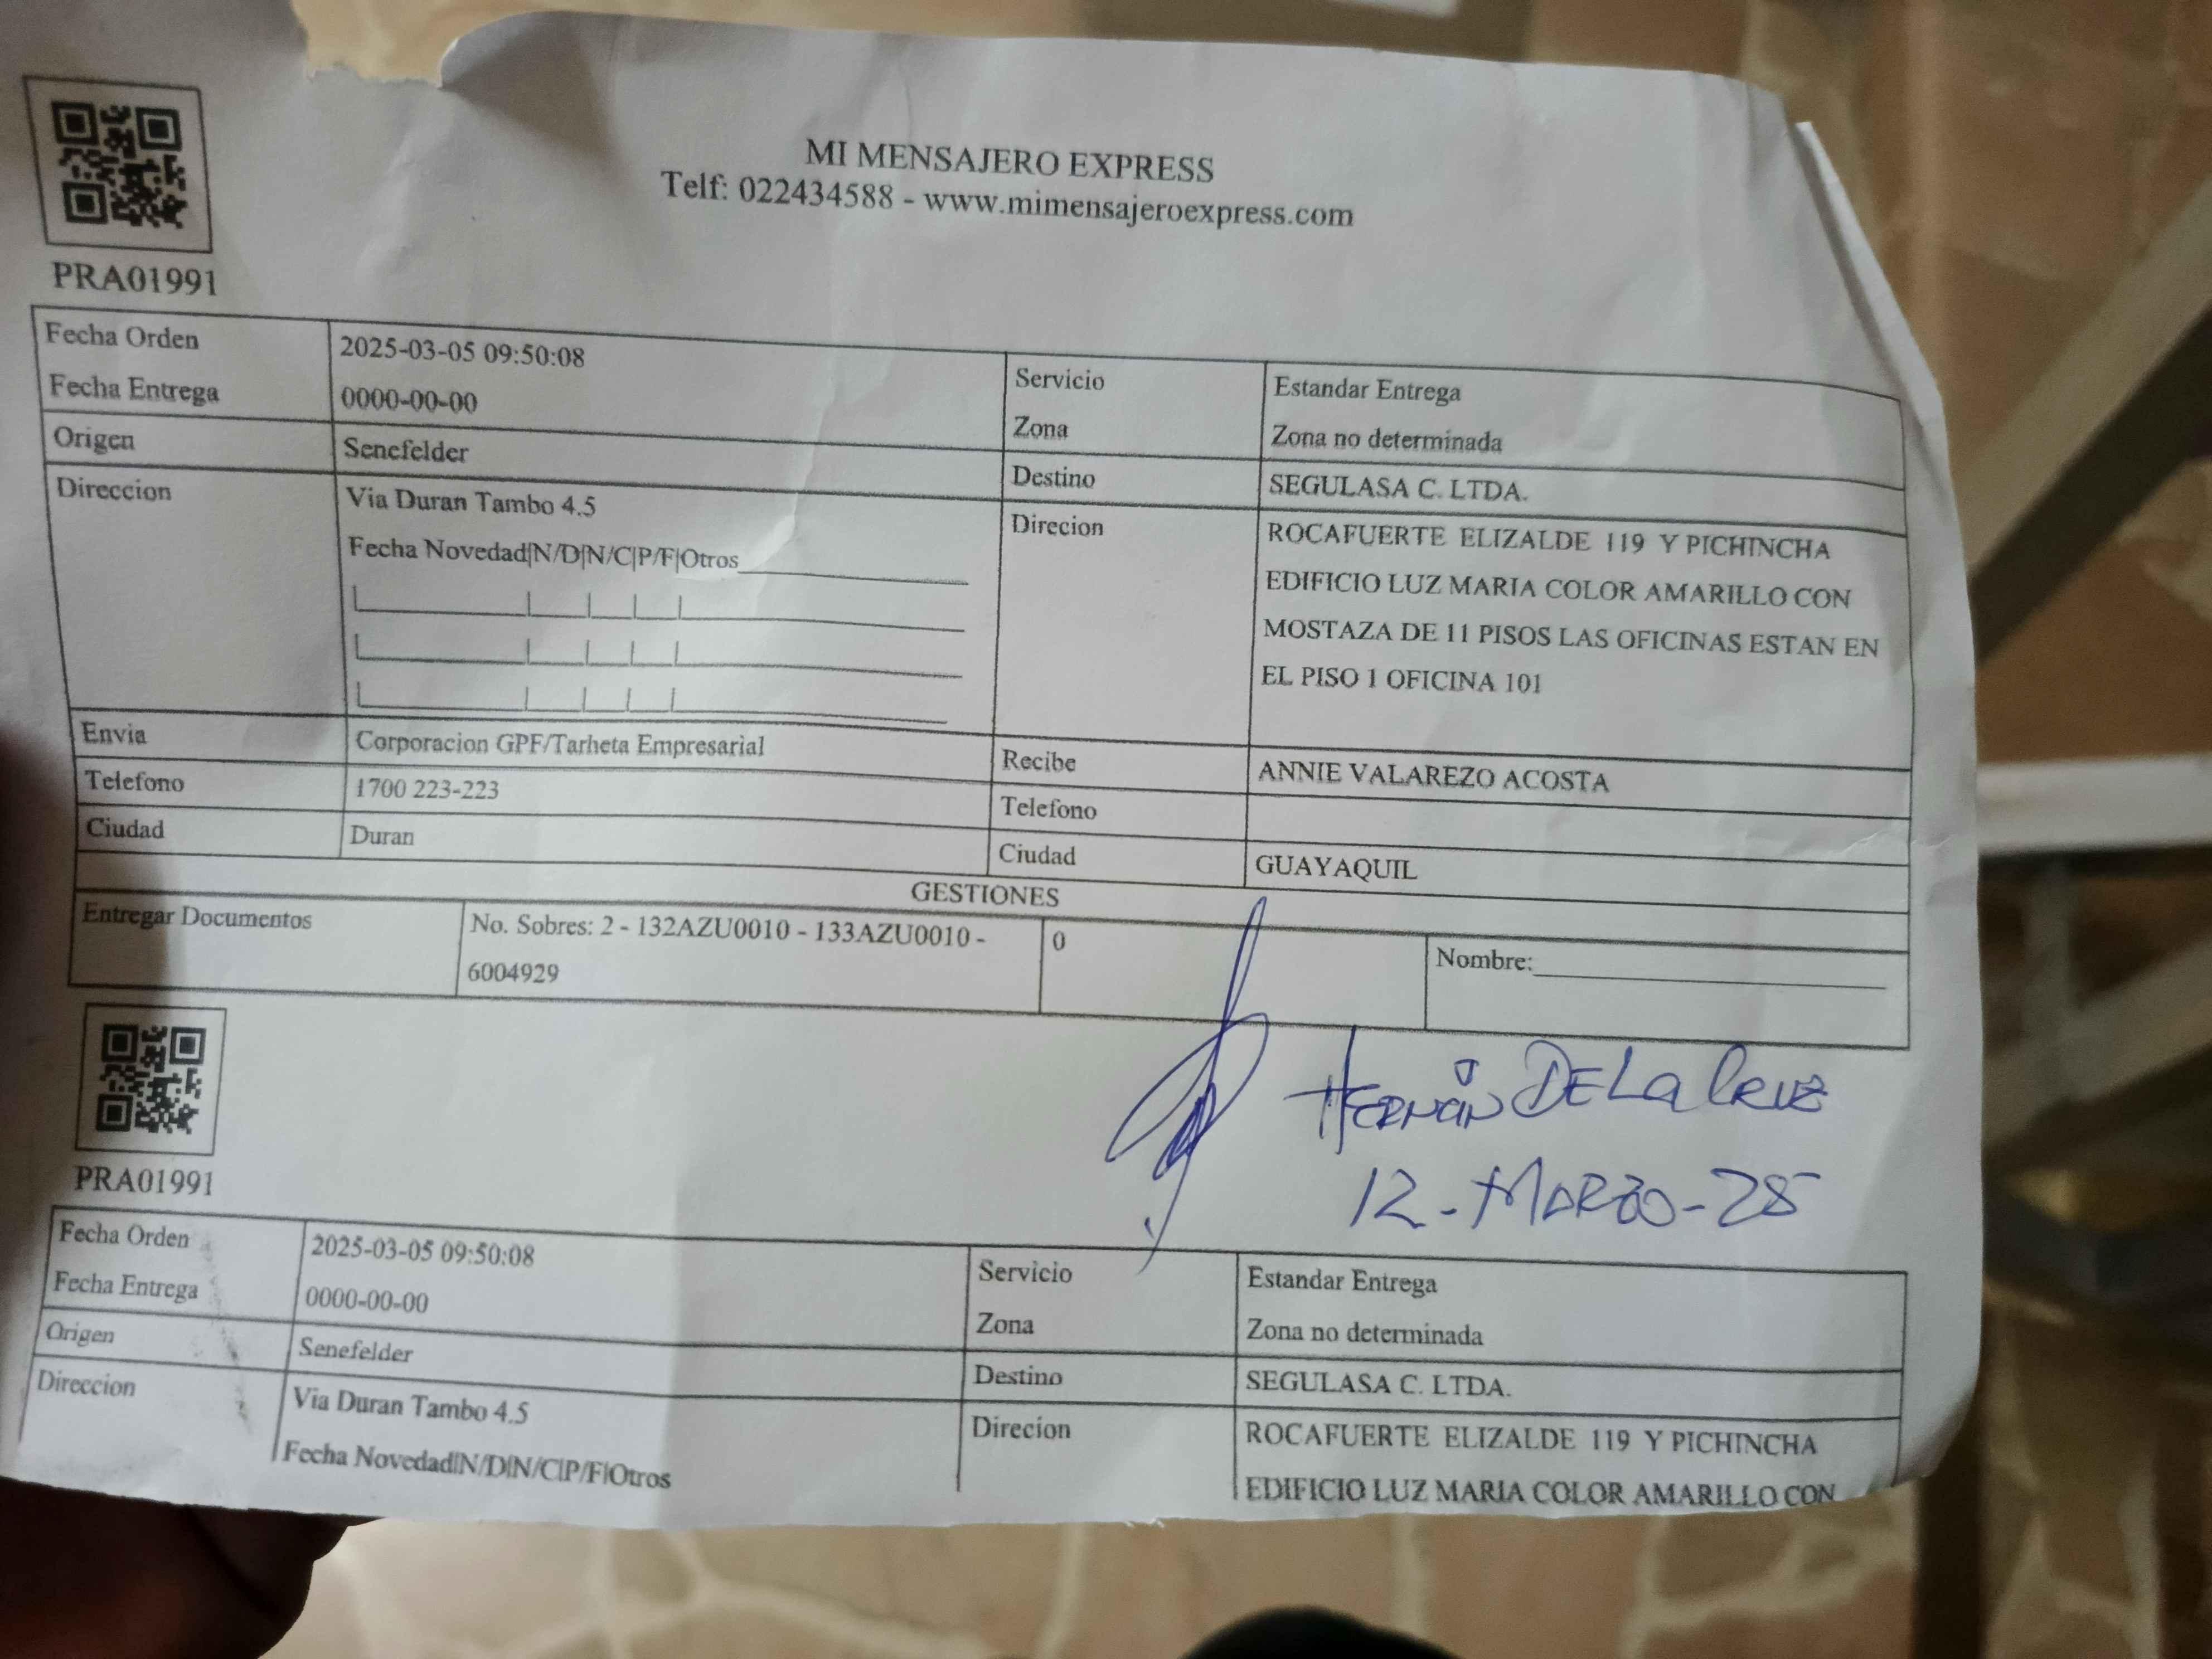 MI MENSAJERO EXPRESS
Telf: 022434588 - www.mimensajeroexpress.com
PRA01991
Fecha Orden 2025-03-05 09:50:08 Servicio Estandar Entrega
Fecha Entrega 0000-00-00 Zona Zona no determinada
Origen Senefelder Destino SEGULASA C. LTDA.
Direccion Via Duran Tambo 4.5 Direcion ROCAFUERTE ELIZALDE 119 Y PICHINCHA
Fecha Novedad|N/D|N/C|P/F|Otros EDIFICIO LUZ MARIA COLOR AMARILLO CON
MOSTAZA DE 11 PISOS LAS OFICINAS ESTAN EN
EL PISO 1 OFICINA 101
Envia Corporacion GPF/Tarheta Empresarial Recibe ANNIE VALAREZO ACOSTA
Telefono 1700 223-223 Telefono
Ciudad Duran Ciudad GUAYAQUIL
GESTIONES
Entregar Documentos No. Sobres: 2 - 132AZU0010 - 133AZU0010 - 0 Nombre:
6004929
HERNÁN DE LA CRUZ
12-MARZO-25
PRA01991
Fecha Orden 2025-03-05 09:50:08 Servicio Estandar Entrega
Fecha Entrega 0000-00-00 Zona Zona no determinada
Origen Senefelder Destino SEGULASA C. LTDA.
Direccion Via Duran Tambo 4.5 Direcion ROCAFUERTE ELIZALDE 119 Y PICHINCHA
Fecha Novedad|N/D|N/C|P/F|Otros EDIFICIO LUZ MARIA COLOR AMARILLO CON